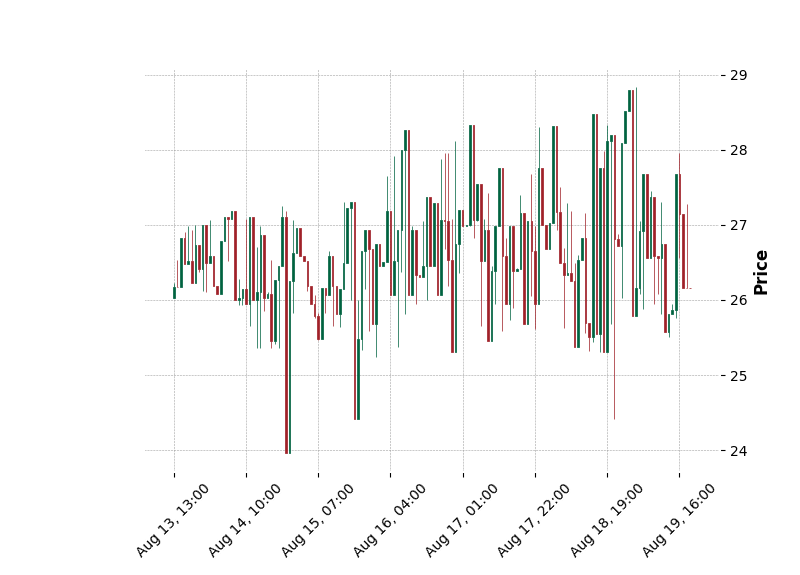 29
28
27
26
25
24
Price
Aug 13, 13:00
Aug 14, 10:00
Aug 15, 07:00
Aug 16, 04:00
Aug 17, 01:00
Aug 17, 22:00
Aug 18, 19:00
Aug 19, 16:00